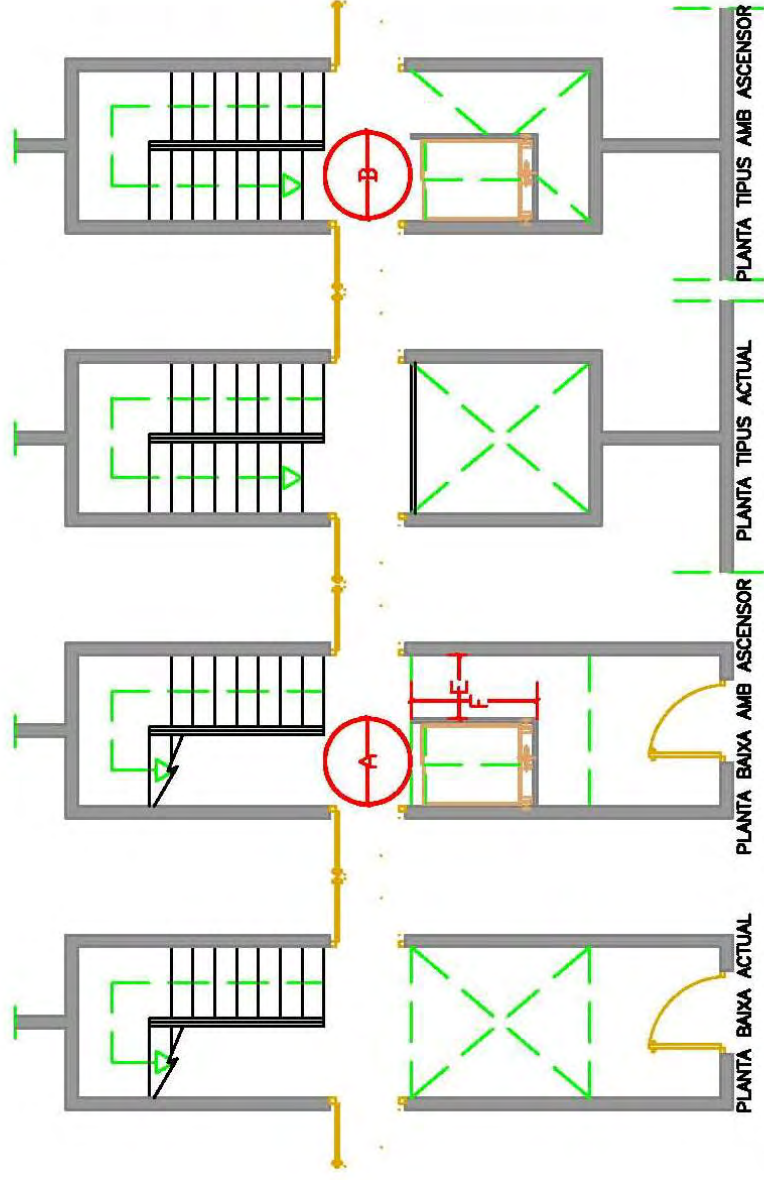 PLANTA BAIXA ACTUAL
PLANTA BAIXA AMB ASCENSOR
A
E
F
PLANTA TIPUS ACTUAL
PLANTA TIPUS AMB ASCENSOR
B